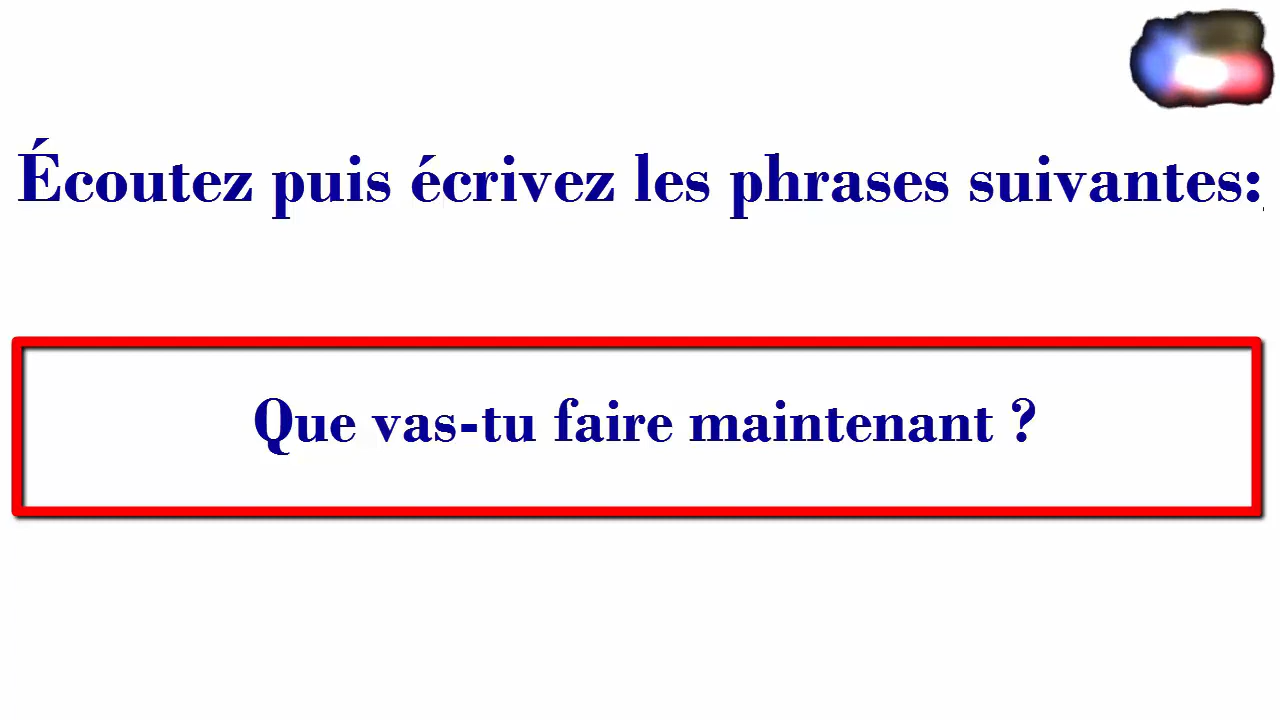 Écoutez puis écrivez les phrases suivantes:
Que vas-tu faire maintenant ?